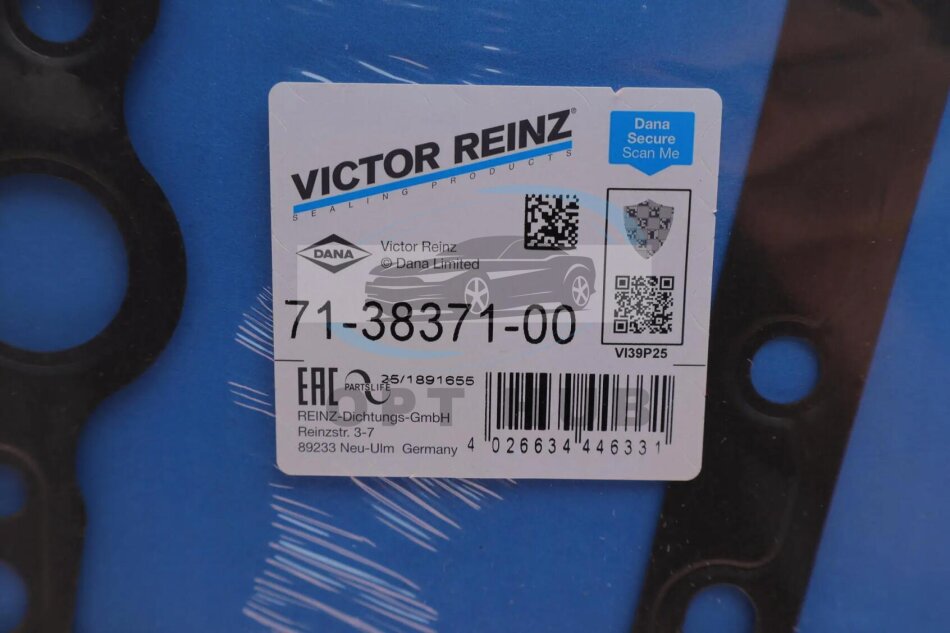 VICTOR REINZ®
SEALING PRODUCTS
Dana
Secure
Scan Me
DANA
Victor Reinz
© Dana Limited
71-38371-00
VI39P25
EAC
PARTSLIFE
25/1891655
REINZ-Dichtungs-GmbH
Reinzstr. 3-7
89233 Neu-Ulm Germany
4 026634 446331